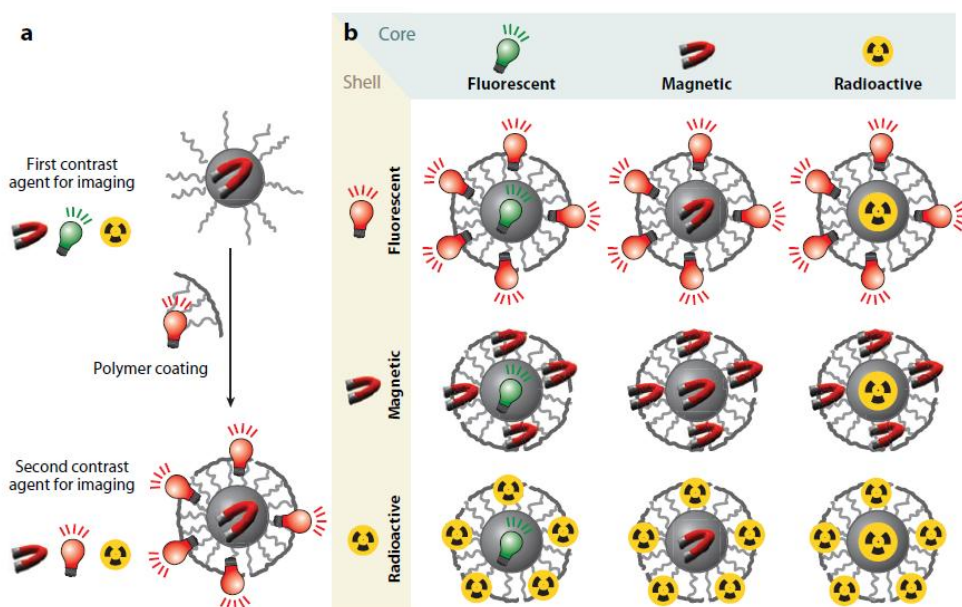 a
First contrast
agent for imaging
Polymer coating
Second contrast
agent for imaging
b
Core
Shell
Fluorescent
Magnetic
Radioactive
Fluorescent
Magnetic
Radioactive